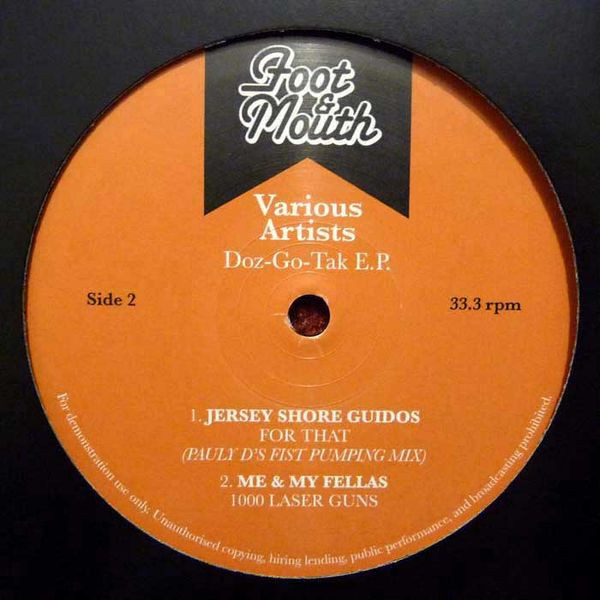 Foot
&
Mouth
Various
Artists
Doz-Go-Tak E.P.
Side 2
33.3 rpm
1. JERSEY SHORE GUIDOS
FOR THAT
(PAULY D'S FIST PUMPING MIX)
2. ME & MY FELLAS
1000 LASER GUNS
For demonstration use only. Unauthorised copying, hiring lending, public performance, and broadcasting prohibited.